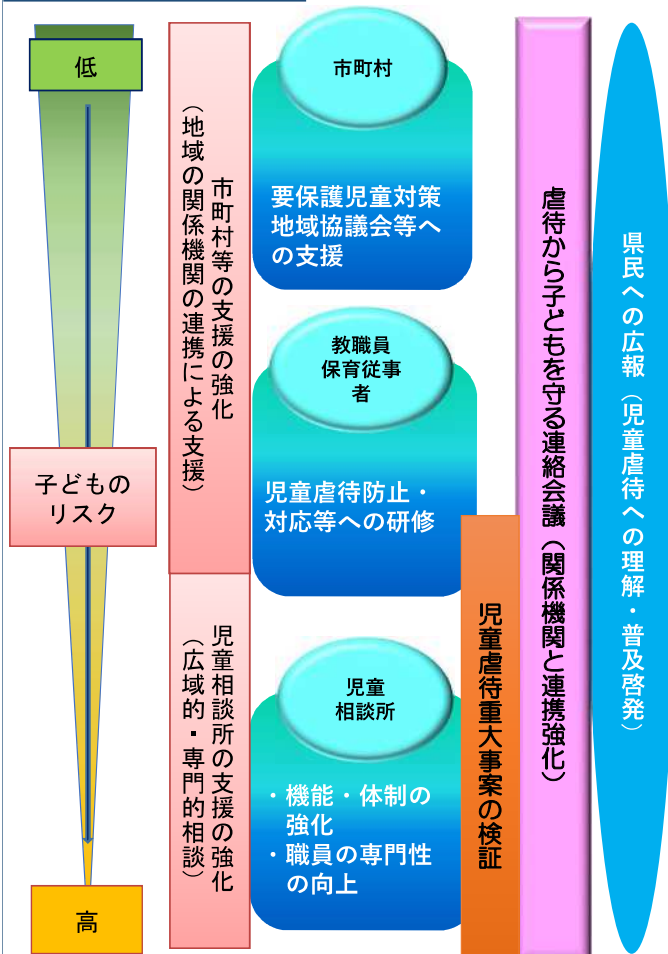 低
子どもの
リスク
高
市町村等の支援の強化
（地域の関係機関の連携による支援）
児童相談所の支援の強化
（広域的・専門的相談）
市町村
要保護児童対策
地域協議会等へ
の支援
教職員
保育従事
者
児童虐待防止・
対応等への研修
児童
相談所
・機能・体制の
強化
・職員の専門性
の向上
児童虐待重大事案の検証
虐待から子どもを守る連絡会議（関係機関と連携強化）
県民への広報（児童虐待への理解・普及啓発）